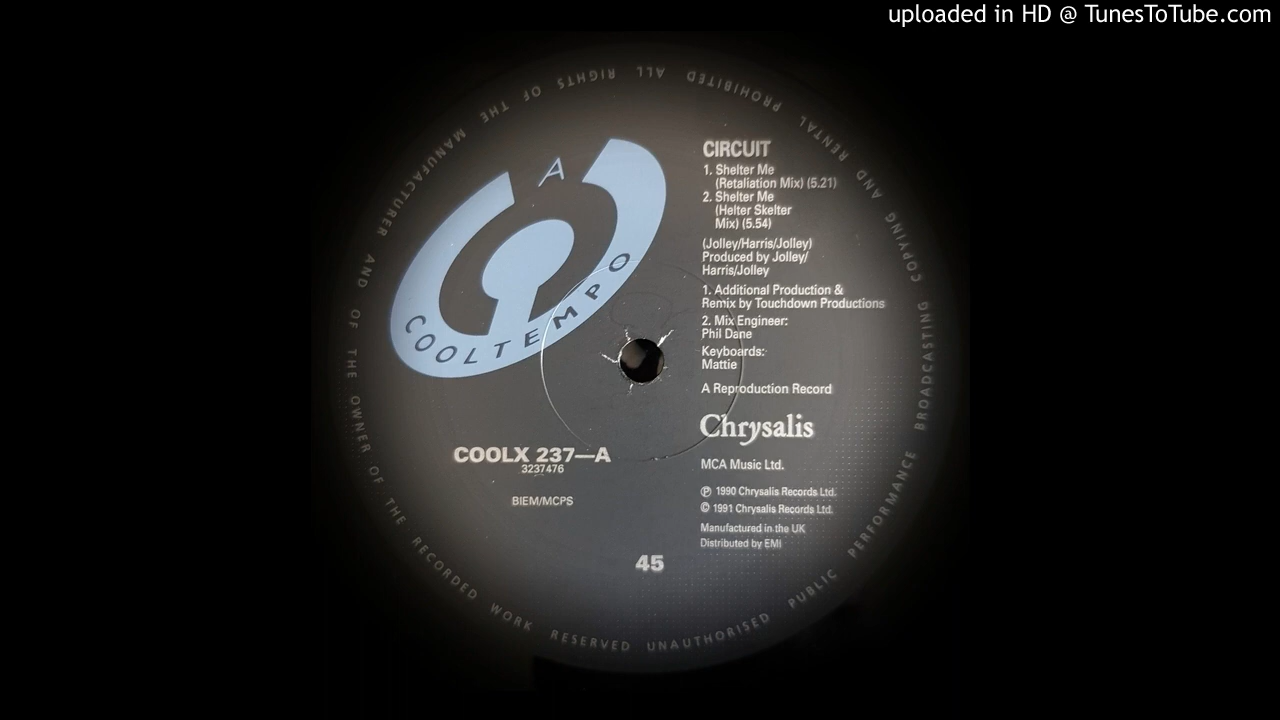 uploaded in HD @ TunesToTube.com
A
COOLTEMPO
CIRCUIT
1. Shelter Me
(Retaliation Mix) (5.21)
2. Shelter Me
(Helter Skelter
Mix) (5.54)
(Jolley/Harris/Jolley)
Produced by Jolley/
Harris/Jolley
1. Additional Production &
Remix by Touchdown Productions
2. Mix Engineer:
Phil Dane
Keyboards:
Mattie
A Reproduction Record
Chrysalis
MCA Music Ltd.
℗ 1990 Chrysalis Records Ltd.
© 1991 Chrysalis Records Ltd.
Manufactured in the UK
Distributed by EMI
COOLX 237—A
3237476
BIEM/MCPS
45
ALL RIGHTS OF THE MANUFACTURER AND OF THE OWNER OF THE RECORDED WORK RESERVED UNAUTHORISED PUBLIC PERFORMANCE BROADCASTING COPYING AND RENTAL PROHIBITED